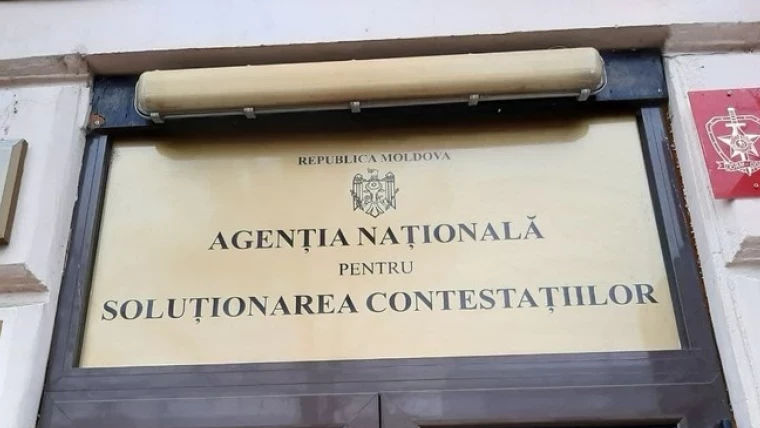 REPUBLICA MOLDOVA
AGENȚIA NAȚIONALĂ
PENTRU
SOLUȚIONAREA CONTESTAȚIILOR